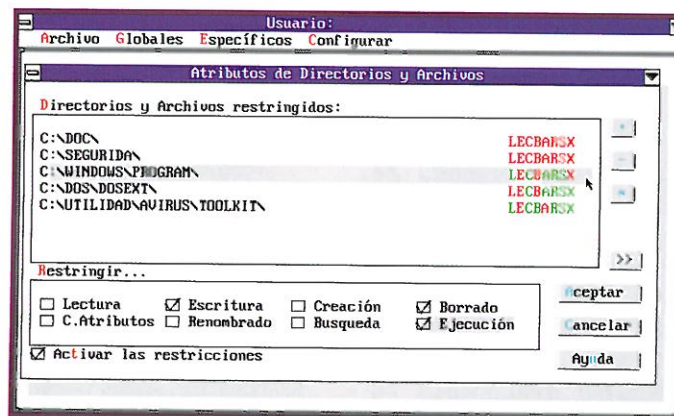 Usuario:
Archivo Globales Específicos Configurar
Atributos de Directorios y Archivos
Directorios y Archivos restringidos:
C:\DOC\ LECBARSX
C:\SEGURIDA\ LECBARSX
C:\WINDOWS\PROGRAM\ LECBARSX
C:\DOS\DOSEXT\ LECBARSX
C:\UTILIDAD\AVIRUS\TOOLKIT\ LECBARSX
>>
Restringir...
Lectura Escritura Creación Borrado
C.Atributos Renombrado Busqueda Ejecución
Activar las restricciones
Aceptar
Cancelar
Ayuda